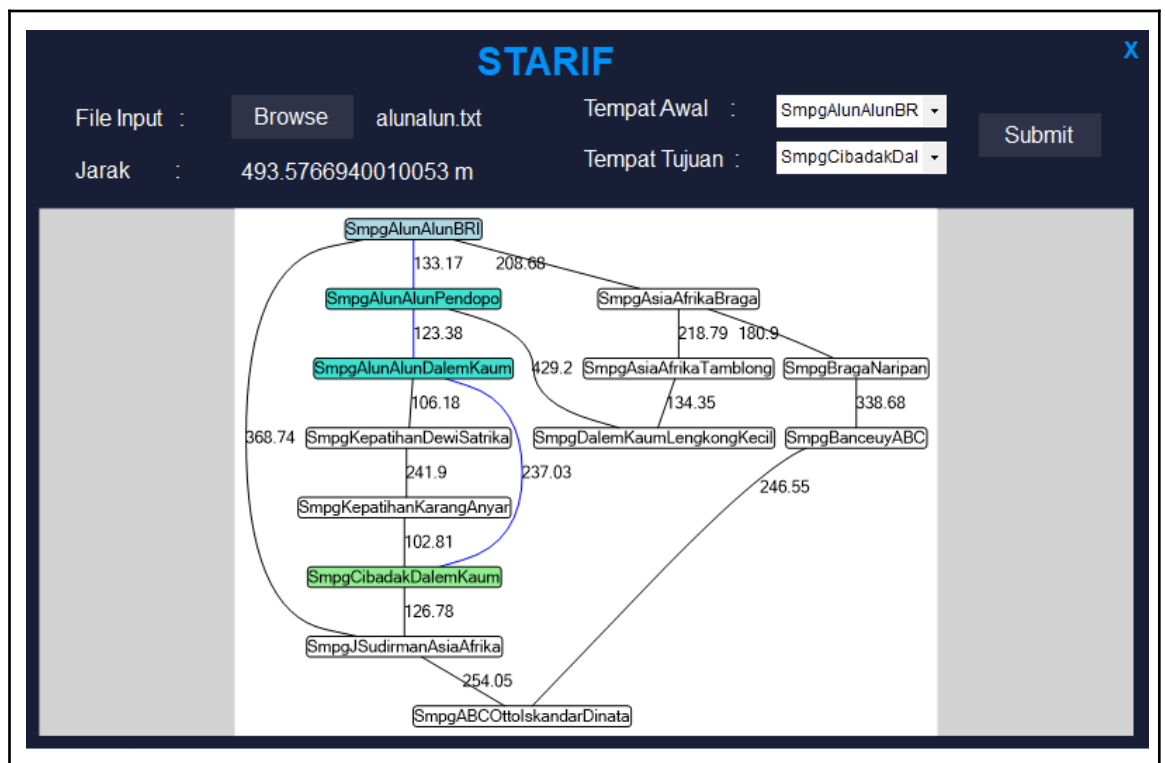 STARIF
X
File Input : Browse alunalun.txt Tempat Awal : SmpgAlunAlunBR
Submit
Jarak : 493.5766940010053 m Tempat Tujuan : SmpgCibadakDal
SmpgAlunAlunBRI
133.17 208.68
SmpgAlunAlunPendopo SmpgAsiaAfrikaBraga
123.38 218.79 180.9
SmpgAlunAlunDalemKaum 429.2 SmpgAsiaAfrikaTamblong SmpgBragaNaripan
106.18 134.35 338.68
368.74 SmpgKepatihanDewiSatrika SmpgDalemKaumLengkongKecil SmpgBanceuyABC
241.9 237.03 246.55
SmpgKepatihanKarangAnyar
102.81
SmpgCibadakDalemKaum
126.78
SmpgJSudirmanAsiaAfrika
254.05
SmpgABCOttoIskandarDinata